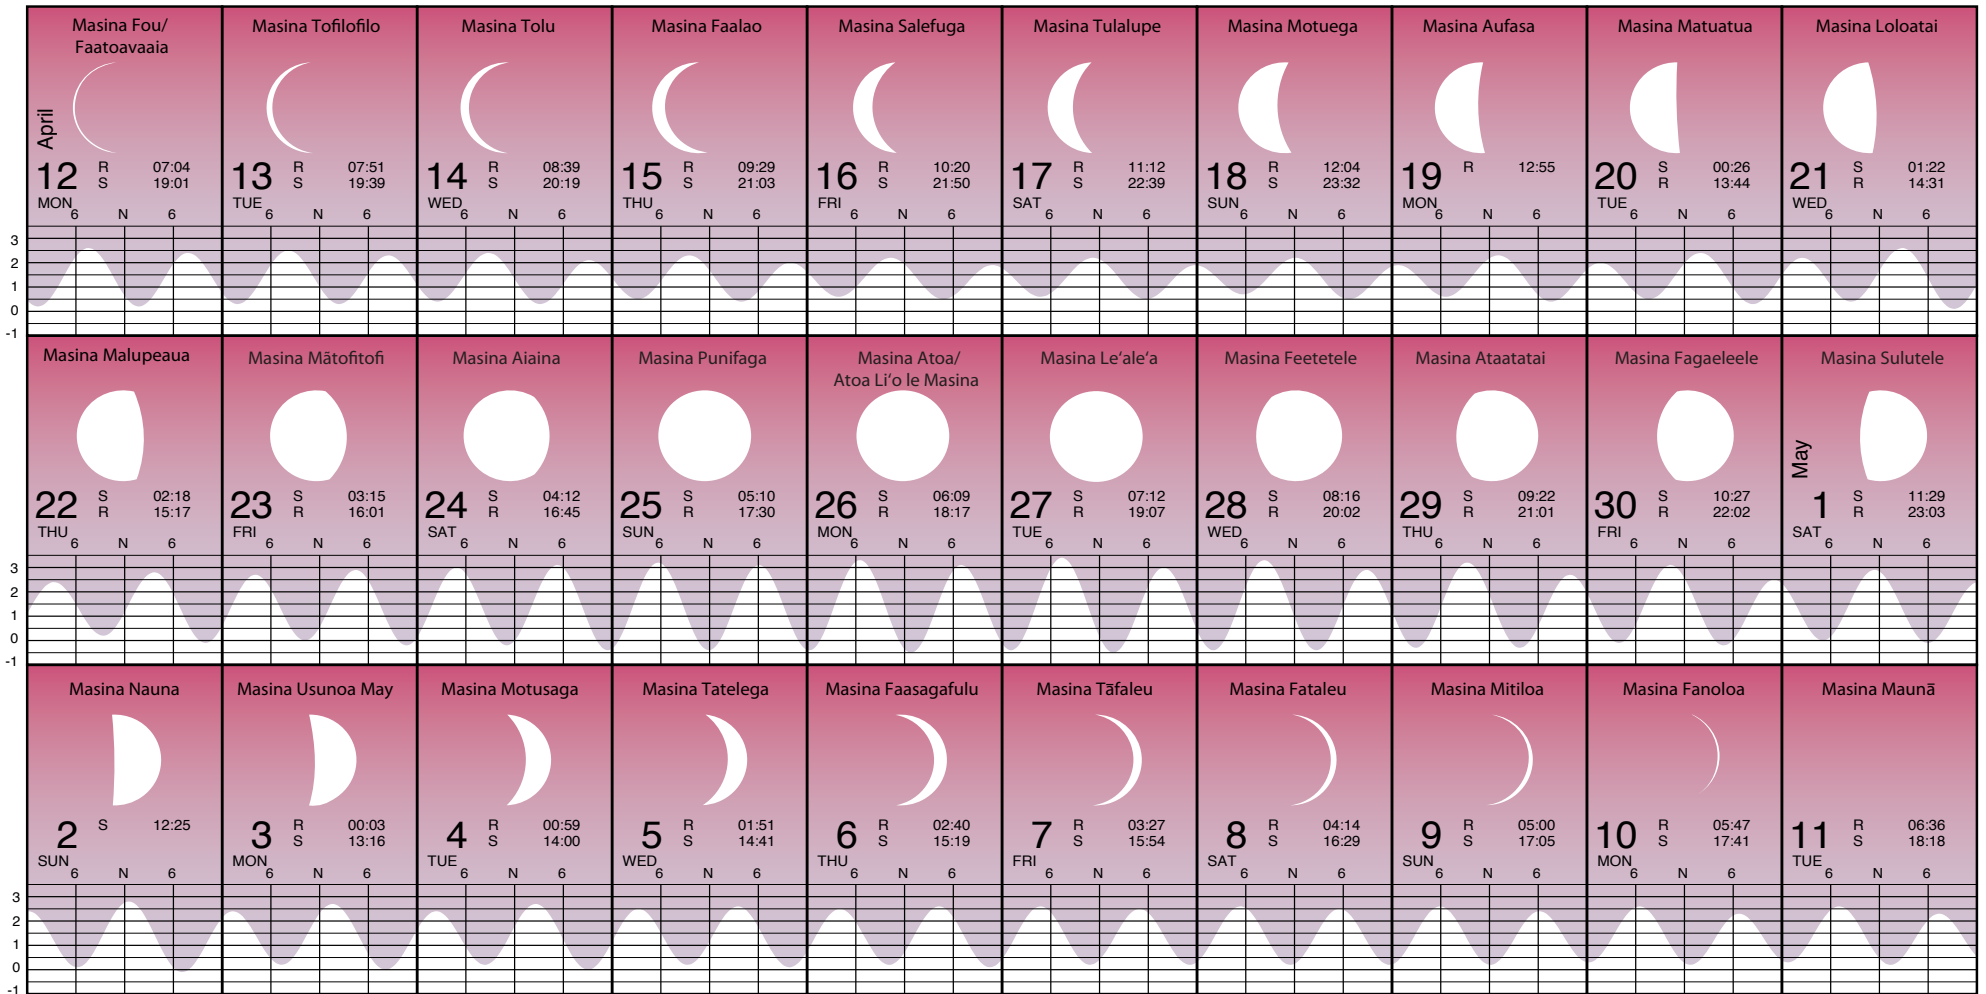 Masina Fou/
Faatoavaaia
April
12 R 07:04
S 19:01
MON
6 N 6
Masina Tofilofilo
13 R 07:51
S 19:39
TUE
6 N 6
Masina Tolu
14 R 08:39
S 20:19
WED
6 N 6
Masina Faalao
15 R 09:29
S 21:03
THU
6 N 6
Masina Salefuga
16 R 10:20
S 21:50
FRI
6 N 6
Masina Tulalupe
17 R 11:12
S 22:39
SAT
6 N 6
Masina Motuega
18 R 12:04
S 23:32
SUN
6 N 6
Masina Aufasa
19 R 12:55
MON
6 N 6
Masina Matuatua
20 S 00:26
R 13:44
TUE
6 N 6
Masina Loloatai
21 S 01:22
R 14:31
WED
6 N 6
3
2
1
0
-1
Masina Malupeaua
22 S 02:18
R 15:17
THU
6 N 6
Masina Mātofitofi
23 S 03:15
R 16:01
FRI
6 N 6
Masina Aiaina
24 S 04:12
R 16:45
SAT
6 N 6
Masina Punifaga
25 S 05:10
R 17:30
SUN
6 N 6
Masina Atoa/
Atoa Li‘o le Masina
26 S 06:09
R 18:17
MON
6 N 6
Masina Le‘ale‘a
27 S 07:12
R 19:07
TUE
6 N 6
Masina Feetetele
28 S 08:16
R 20:02
WED
6 N 6
Masina Ataatatai
29 S 09:22
R 21:01
THU
6 N 6
Masina Fagaeleele
30 S 10:27
R 22:02
FRI
6 N 6
Masina Sulutele
May
1 S 11:29
R 23:03
SAT
6 N 6
3
2
1
0
-1
Masina Nauna
2 S 12:25
SUN
6 N 6
Masina Usunoa May
3 R 00:03
S 13:16
MON
6 N 6
Masina Motusaga
4 R 00:59
S 14:00
TUE
6 N 6
Masina Tatelega
5 R 01:51
S 14:41
WED
6 N 6
Masina Faasagafulu
6 R 02:40
S 15:19
THU
6 N 6
Masina Tāfaleu
7 R 03:27
S 15:54
FRI
6 N 6
Masina Fataleu
8 R 04:14
S 16:29
SAT
6 N 6
Masina Mitiloa
9 R 05:00
S 17:05
SUN
6 N 6
Masina Fanoloa
10 R 05:47
S 17:41
MON
6 N 6
Masina Maunā
11 R 06:36
S 18:18
TUE
6 N 6
3
2
1
0
-1